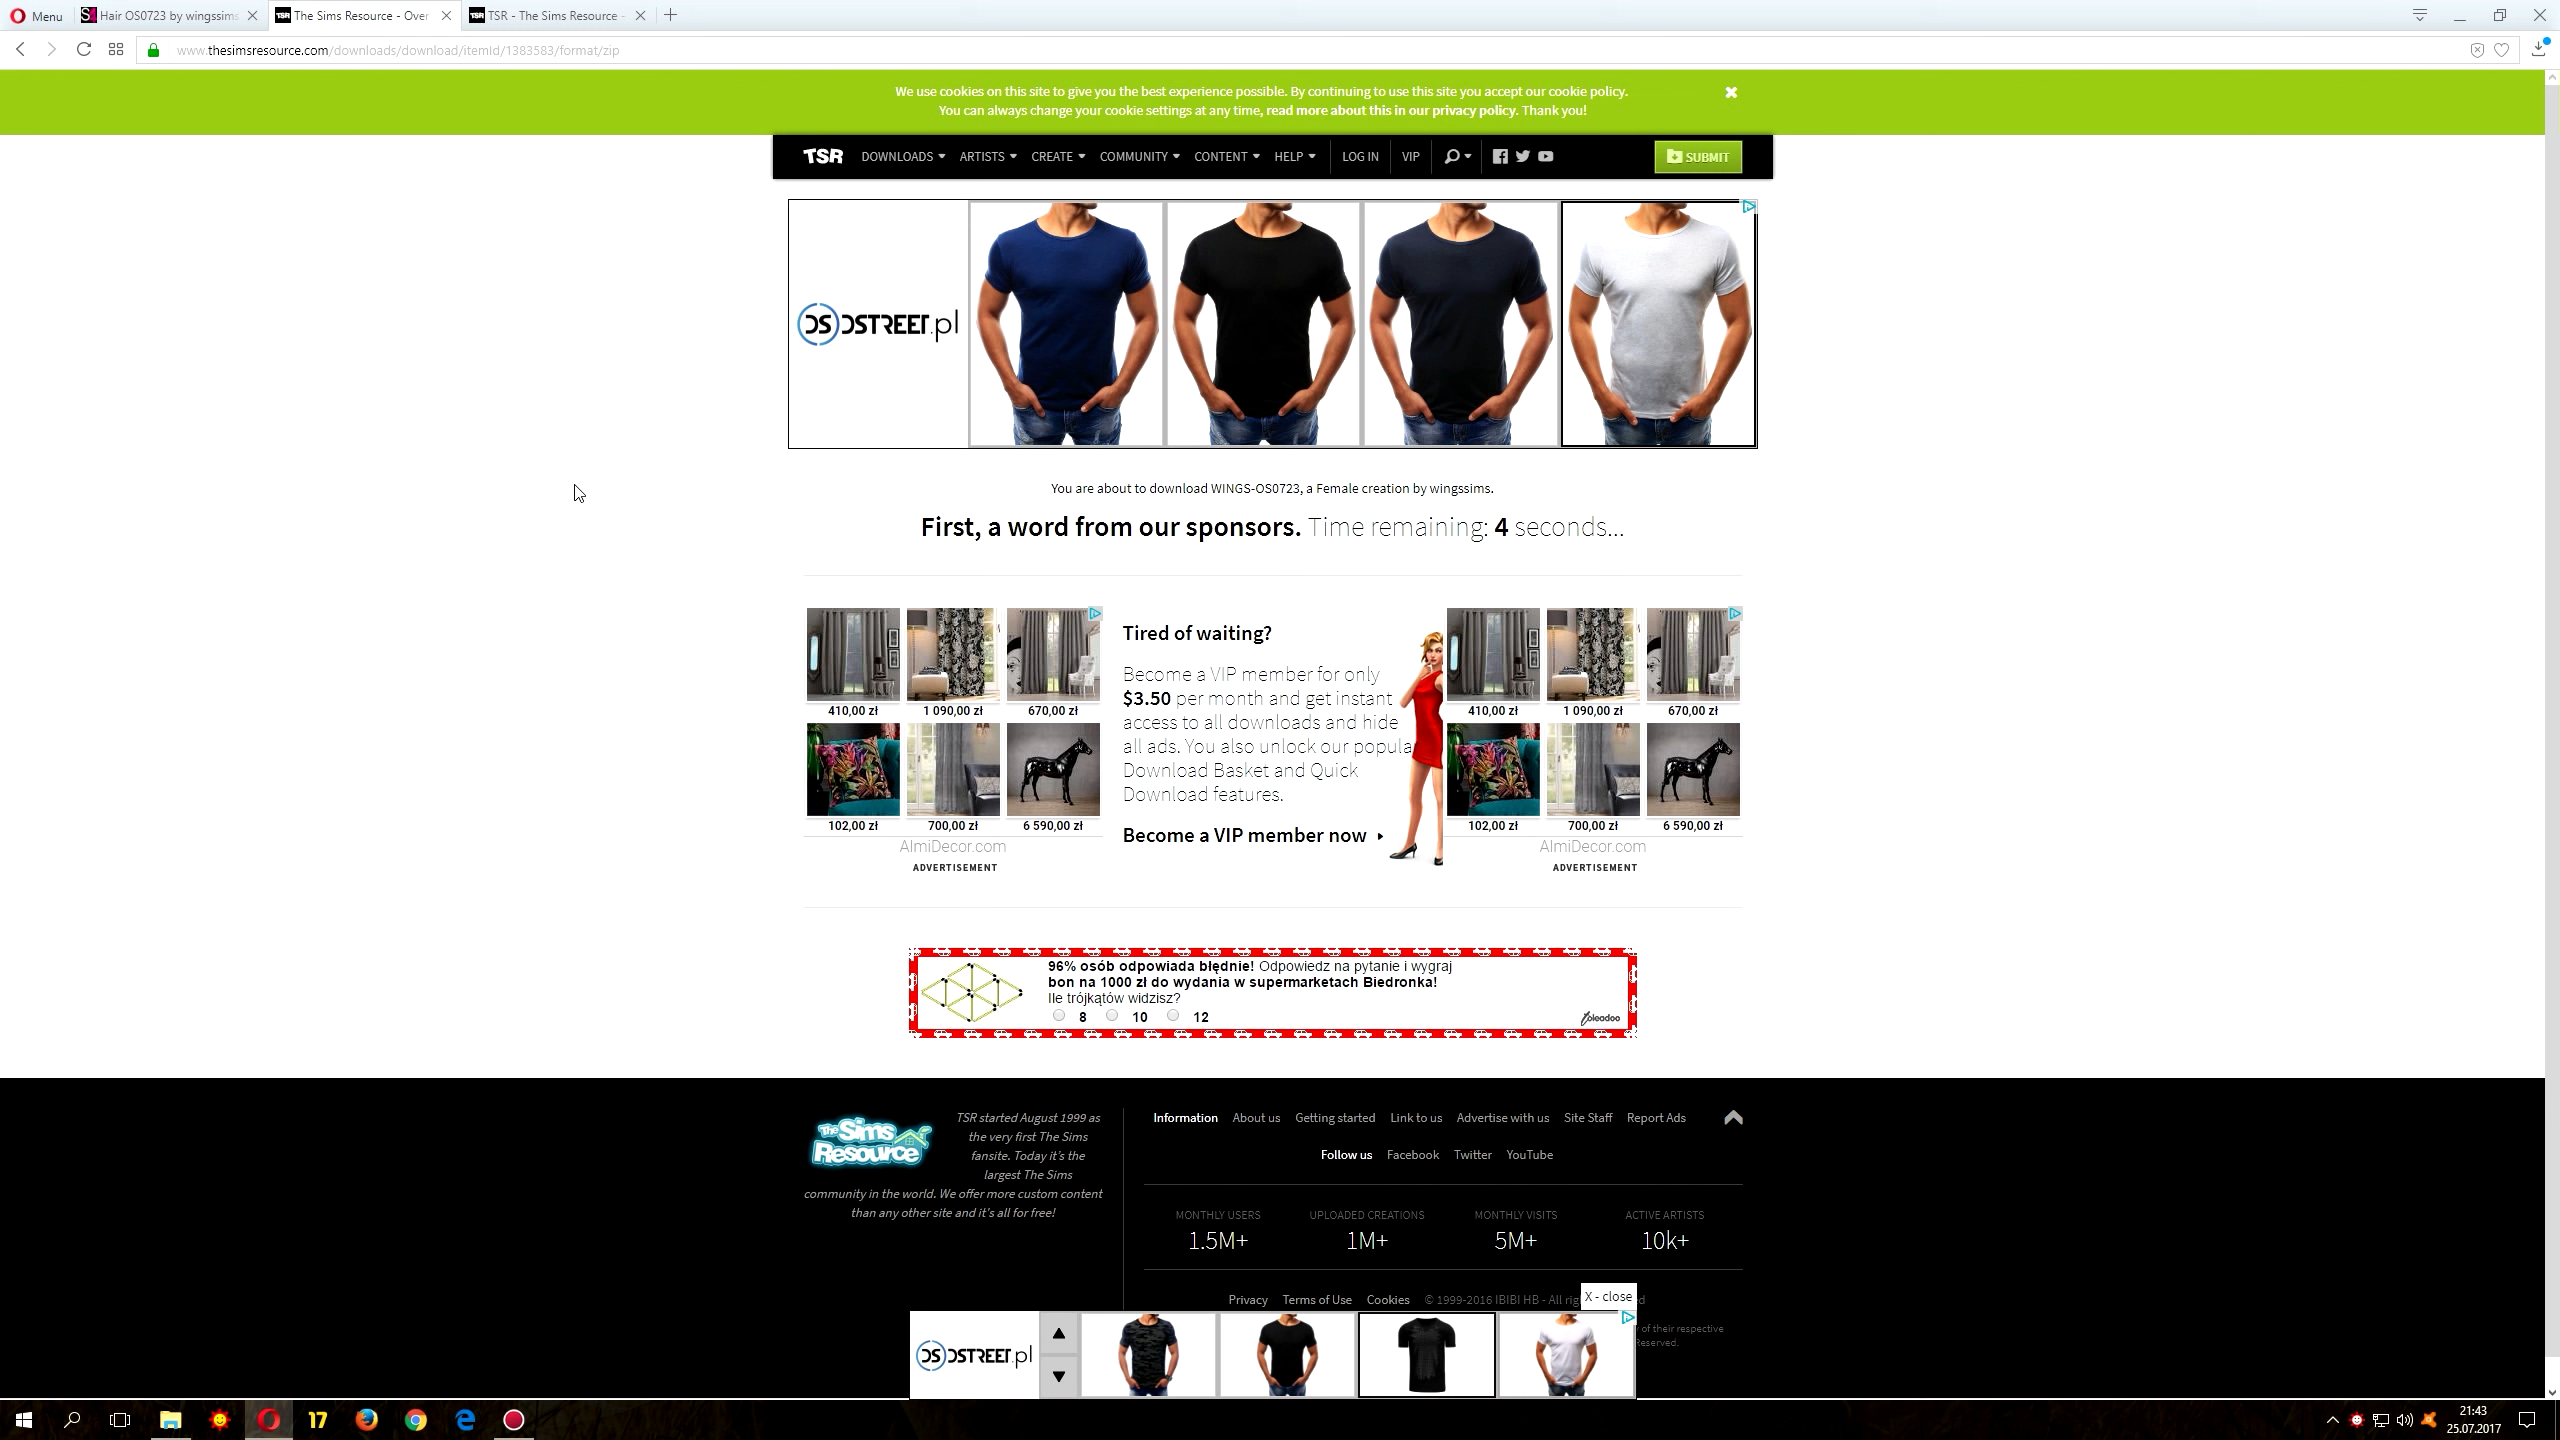 Menu
Hair OS0723 by wingssims
The Sims Resource - Over
TSR - The Sims Resource -
www.thesimsresource.com/downloads/download/itemId/1383583/format/zip
We use cookies on this site to give you the best experience possible. By continuing to use this site you accept our cookie policy.
You can always change your cookie settings at any time, read more about this in our privacy policy. Thank you!
TSR DOWNLOADS ARTISTS CREATE COMMUNITY CONTENT HELP LOG IN VIP SUBMIT
OSTREET.pl
You are about to download WINGS-OS0723, a Female creation by wingssims.
First, a word from our sponsors. Time remaining: 4 seconds...
410,00 zł 1 090,00 zł 670,00 zł
102,00 zł 700,00 zł 6 590,00 zł
AlmiDecor.com
ADVERTISEMENT
Tired of waiting?
Become a VIP member for only
$3.50 per month and get instant
access to all downloads and hide
all ads. You also unlock our popula
Download Basket and Quick
Download features.
Become a VIP member now
410,00 zł 1 090,00 zł 670,00 zł
102,00 zł 700,00 zł 6 590,00 zł
AlmiDecor.com
ADVERTISEMENT
96% osób odpowiada błędnie! Odpowiedz na pytanie i wygraj
bon na 1000 zł do wydania w supermarketach Biedronka!
Ile trójkątów widzisz?
8 10 12
toleadoo
The Sims Resource
TSR started August 1999 as
the very first The Sims
fansite. Today it's the
largest The Sims
community in the world. We offer more custom content
than any other site and it's all for free!
Information About us Getting started Link to us Advertise with us Site Staff Report Ads
Follow us Facebook Twitter YouTube
MONTHLY USERS UPLOADED CREATIONS MONTHLY VISITS ACTIVE ARTISTS
1.5M+ 1M+ 5M+ 10k+
Privacy Terms of Use Cookies © 1999-2016 IBIBI HB - All rig
X - close
of their respective
Reserved.
OSTREET.pl
17
21:43
25.07.2017